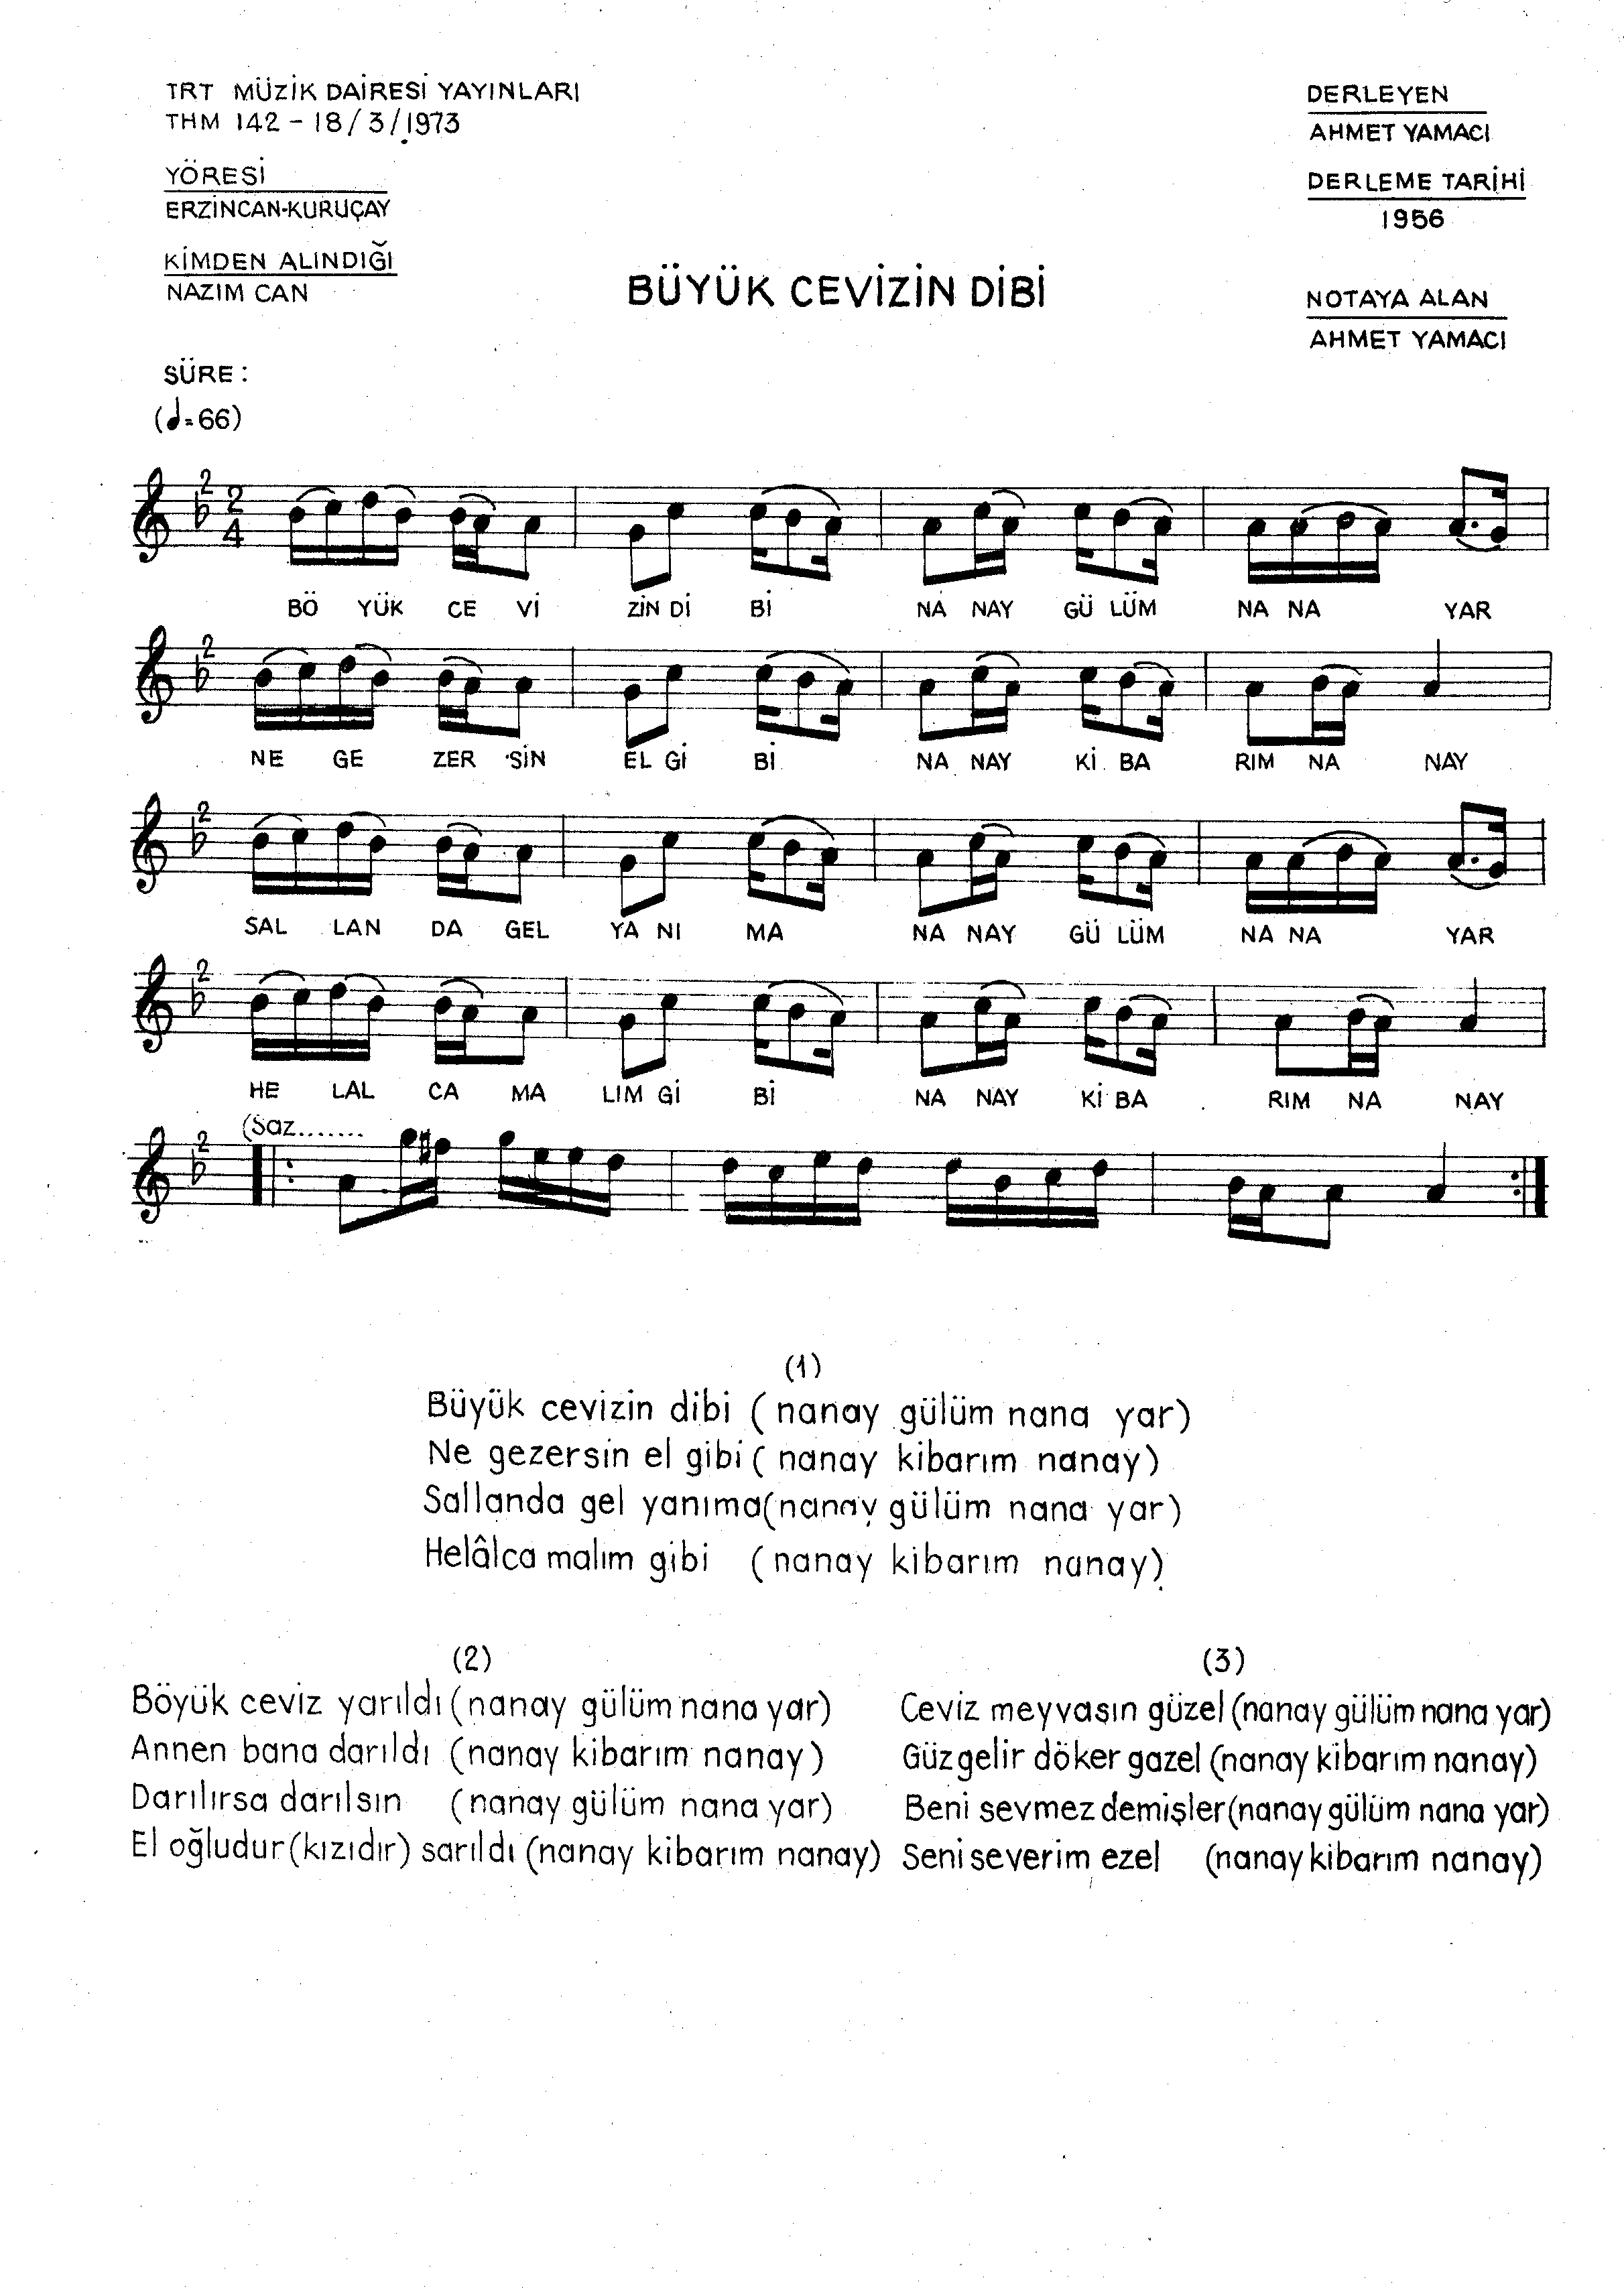 TRT MÜZİK DAİRESİ YAYINLARI
THM 142 - 18/3/1973
YÖRESİ
ERZİNCAN-KURUÇAY
KİMDEN ALINDIĞI
NAZIM CAN
SÜRE:
(♩=66)
BÜYÜK CEVİZİN DİBİ
DERLEYEN
AHMET YAMACI
DERLEME TARİHİ
1956
NOTAYA ALAN
AHMET YAMACI
2 2 4
BÖ YÜK CE Vİ ZİN Dİ Bİ NA NAY GÜ LÜM NA NA YAR
2
NE GE ZER SİN EL Gİ Bİ NA NAY Kİ BA RIM NA NAY
2
SAL LAN DA GEL YA NI MA NA NAY GÜ LÜM NA NA YAR
2
HE LAL CA MA LIM Gİ Bİ NA NAY Kİ BA RIM NA NAY
(Saz.......
2
(1)
Büyük cevizin dibi (nanay gülüm nana yar)
Ne gezersin el gibi (nanay kibarım nanay)
Sallanda gel yanıma (nanay gülüm nana yar)
Helâlca malım gibi (nanay kibarım nanay)
(2)
Böyük ceviz yarıldı (nanay gülüm nana yar)
Annen bana darıldı (nanay kibarım nanay)
Darılırsa darılsın (nanay gülüm nana yar)
El oğludur (kızıdır) sarıldı (nanay kibarım nanay)
(3)
Ceviz meyvasın güzel (nanay gülüm nana yar)
Güz gelir döker gazel (nanay kibarım nanay)
Beni sevmez demişler (nanay gülüm nana yar)
Seni severim ezel (nanay kibarım nanay)